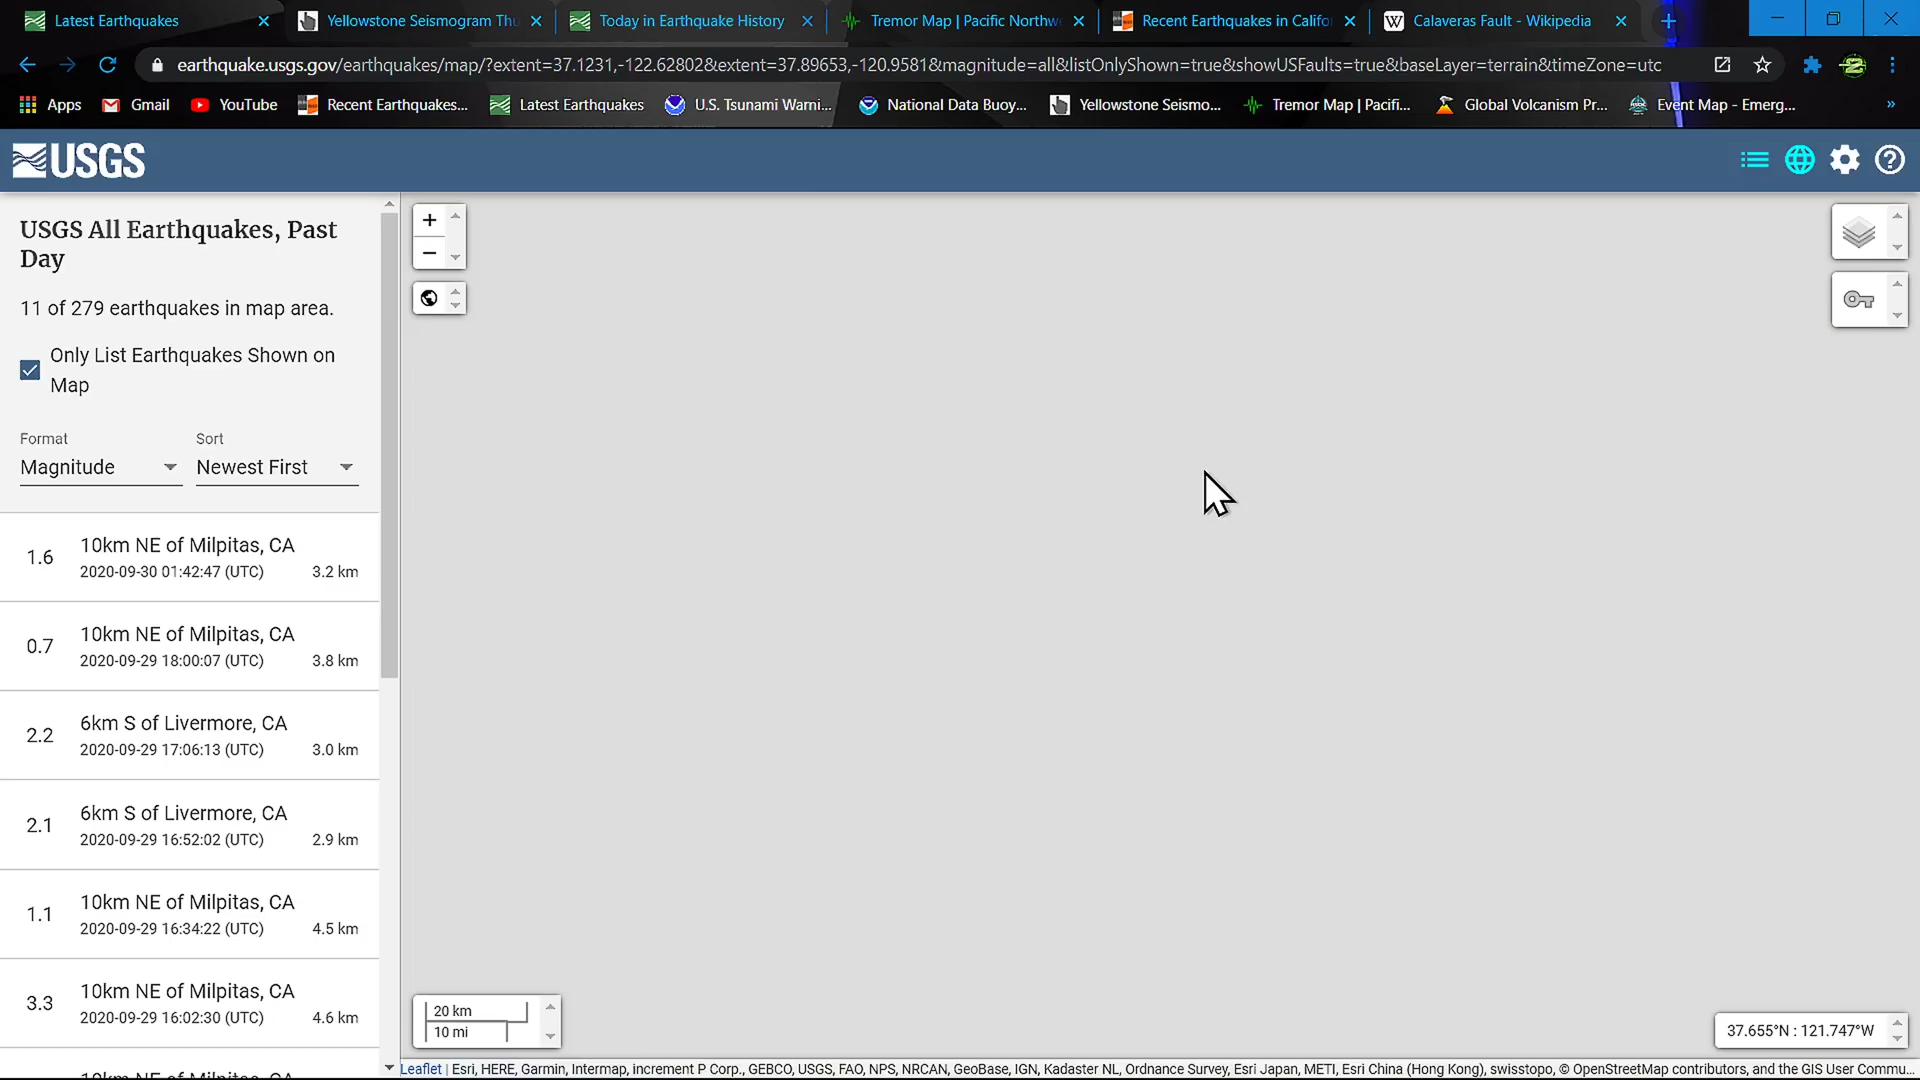 Latest Earthquakes
Yellowstone Seismogram Thu
Today in Earthquake History
Tremor Map | Pacific Northwe
Recent Earthquakes in Califo
Calaveras Fault - Wikipedia
earthquake.usgs.gov/earthquakes/map/?extent=37.1231,-122.62802&extent=37.89653,-120.9581&magnitude=all&listOnlyShown=true&showUSFaults=true&baseLayer=terrain&timeZone=utc
Apps
Gmail
YouTube
Recent Earthquakes...
Latest Earthquakes
U.S. Tsunami Warni...
National Data Buoy...
Yellowstone Seismo...
Tremor Map | Pacifi...
Global Volcanism Pr...
Event Map - Emerg...
»
USGS
USGS All Earthquakes, Past
Day
11 of 279 earthquakes in map area.
Only List Earthquakes Shown on
Map
Format
Sort
Magnitude
Newest First
1.6
10km NE of Milpitas, CA
2020-09-30 01:42:47 (UTC)
3.2 km
0.7
10km NE of Milpitas, CA
2020-09-29 18:00:07 (UTC)
3.8 km
2.2
6km S of Livermore, CA
2020-09-29 17:06:13 (UTC)
3.0 km
2.1
6km S of Livermore, CA
2020-09-29 16:52:02 (UTC)
2.9 km
1.1
10km NE of Milpitas, CA
2020-09-29 16:34:22 (UTC)
4.5 km
3.3
10km NE of Milpitas, CA
2020-09-29 16:02:30 (UTC)
4.6 km
10km NE of Milpitas, CA
+
−
20 km
10 mi
37.655°N : 121.747°W
Leaflet | Esri, HERE, Garmin, Intermap, increment P Corp., GEBCO, USGS, FAO, NPS, NRCAN, GeoBase, IGN, Kadaster NL, Ordnance Survey, Esri Japan, METI, Esri China (Hong Kong), swisstopo, © OpenStreetMap contributors, and the GIS User Commu...